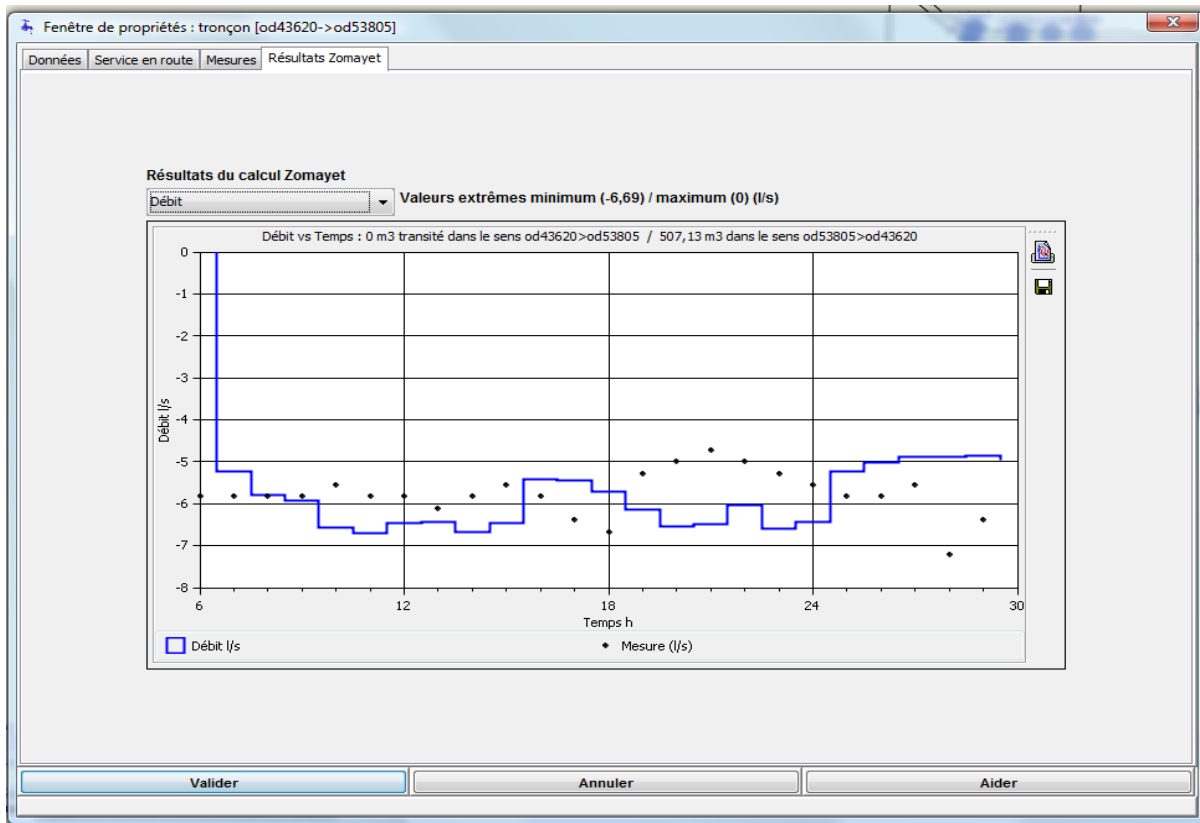 Fenêtre de propriétés : tronçon [od43620->od53805]
Données Service en route Mesures Résultats Zomayet
Résultats du calcul Zomayet
Débit Valeurs extrêmes minimum (-6,69) / maximum (0) (l/s)
Débit vs Temps : 0 m3 transité dans le sens od43620>od53805 / 507,13 m3 dans le sens od53805>od43620
0
-1
-2
-3
-4
-5
-6
-7
-8
Débit l/s
6 12 18 24 30
Temps h
Débit l/s Mesure (l/s)
Valider Annuler Aider